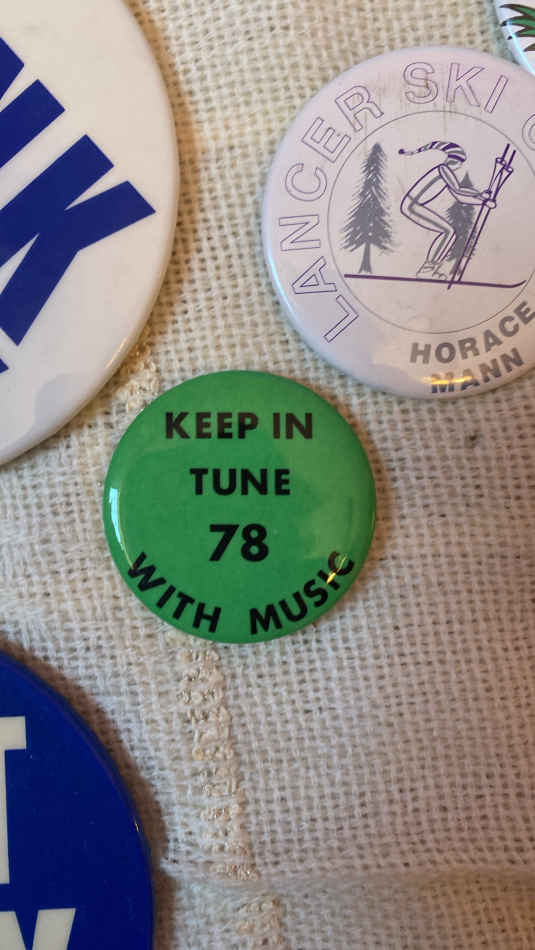 LANCER SKI
HORACE
MANN
KEEP IN
TUNE
78
WITH MUSIC